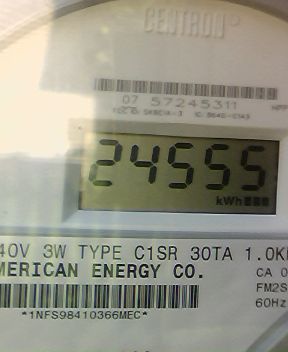 CENTRON®
07 57245311
24555
kWh
40V 3W TYPE C1SR 30TA 1.0K
MERICAN ENERGY CO.
CA 0
FM2S
60Hz
*1NFS98410366MEC*